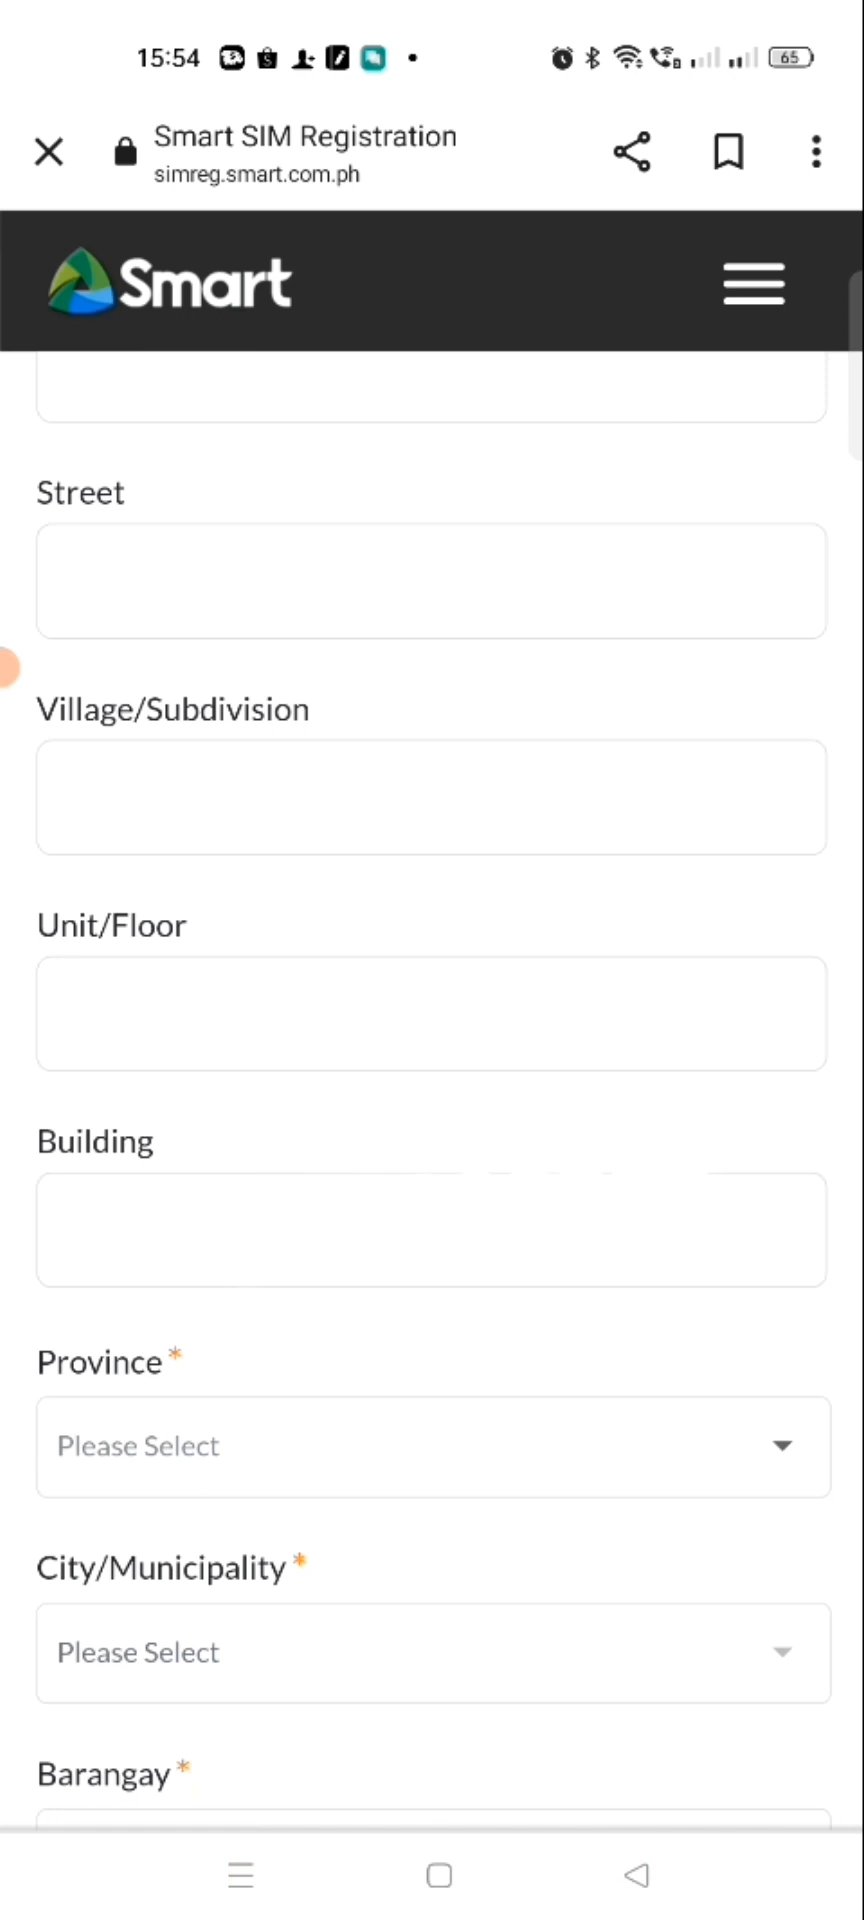 15:54
65
Smart SIM Registration
simreg.smart.com.ph
Smart
Street
Village/Subdivision
Unit/Floor
Building
Province *
Please Select
City/Municipality *
Please Select
Barangay *